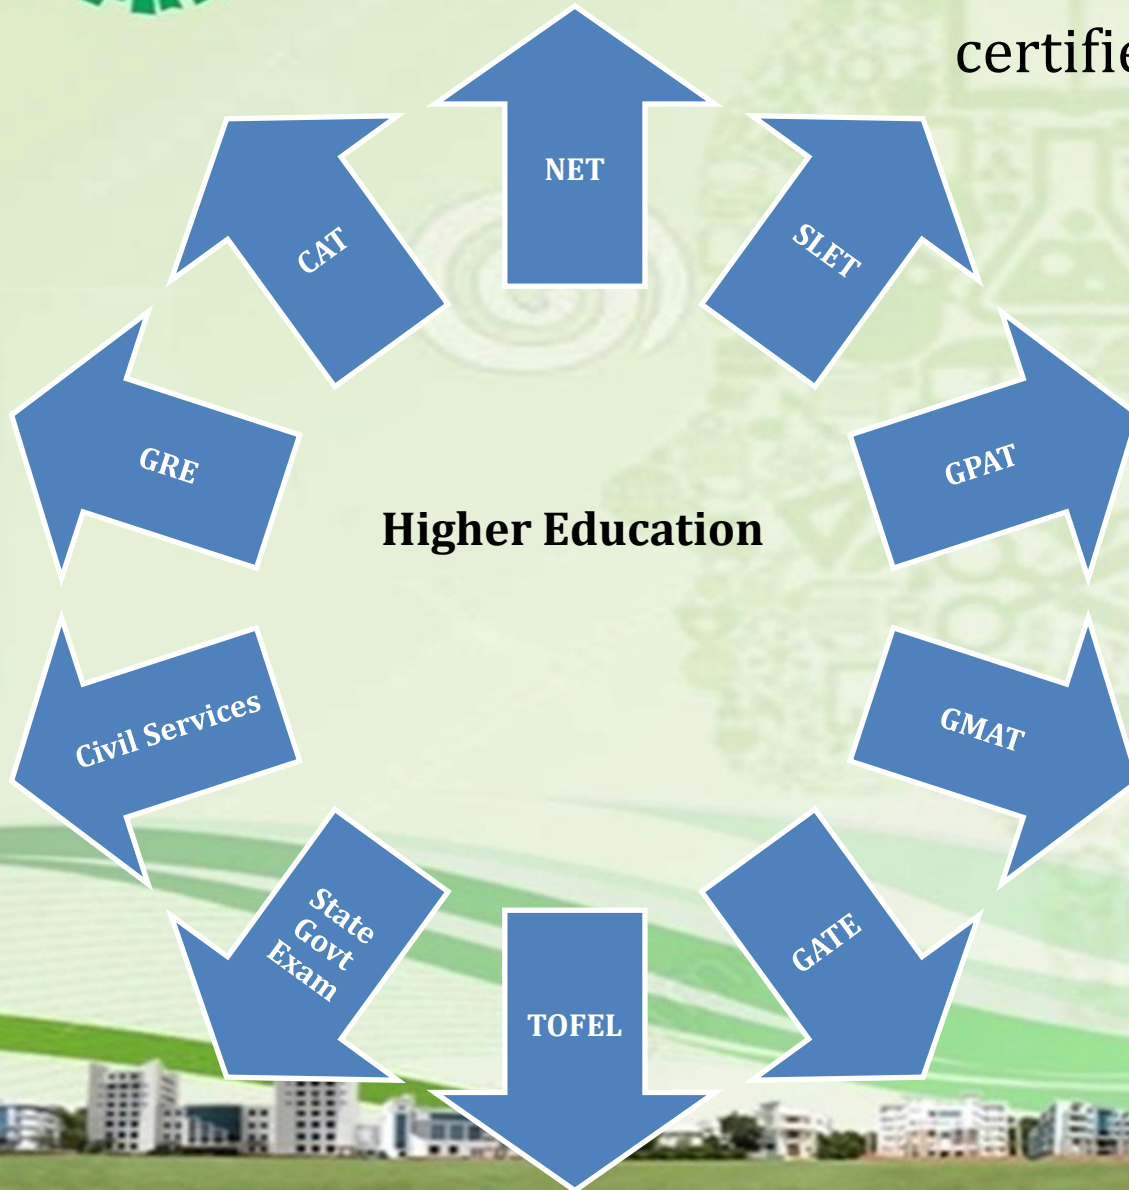 certifie
NET
CAT
SLET
GRE
GPAT
Higher Education
Civil Services
GMAT
State
Govt
Exam
GATE
TOFEL